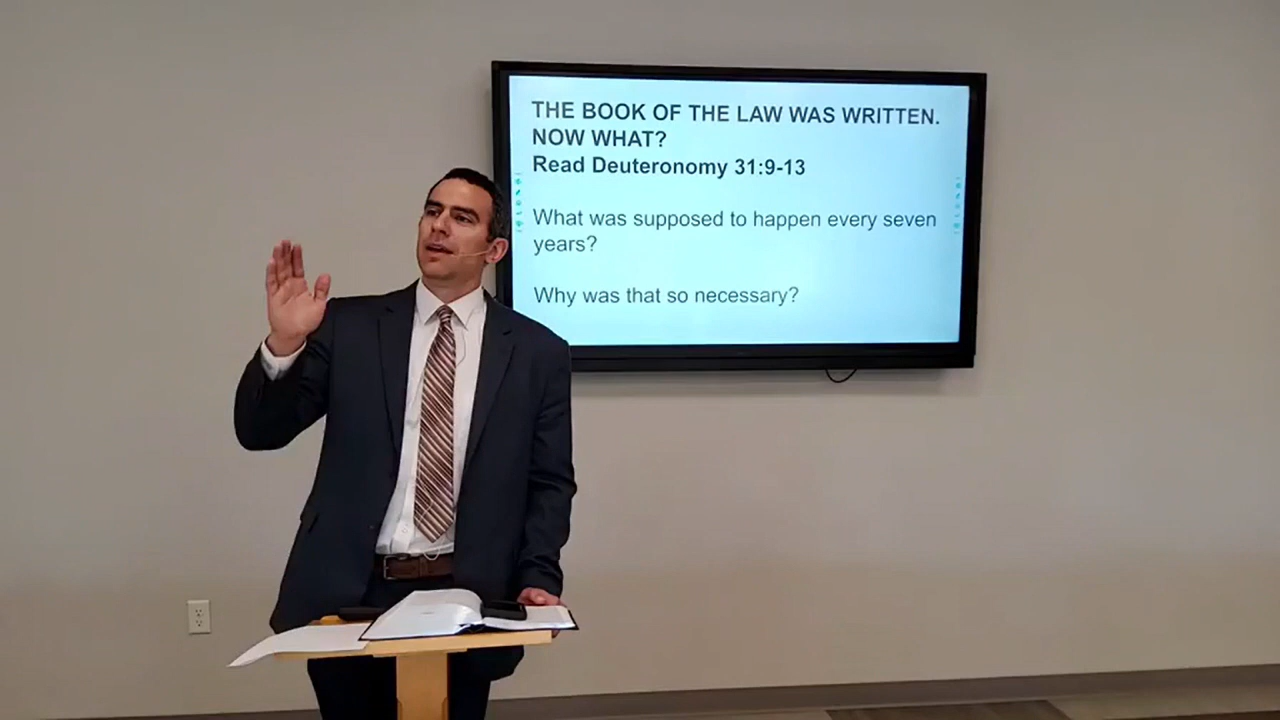 THE BOOK OF THE LAW WAS WRITTEN.
NOW WHAT?
Read Deuteronomy 31:9-13
What was supposed to happen every seven
years?
Why was that so necessary?